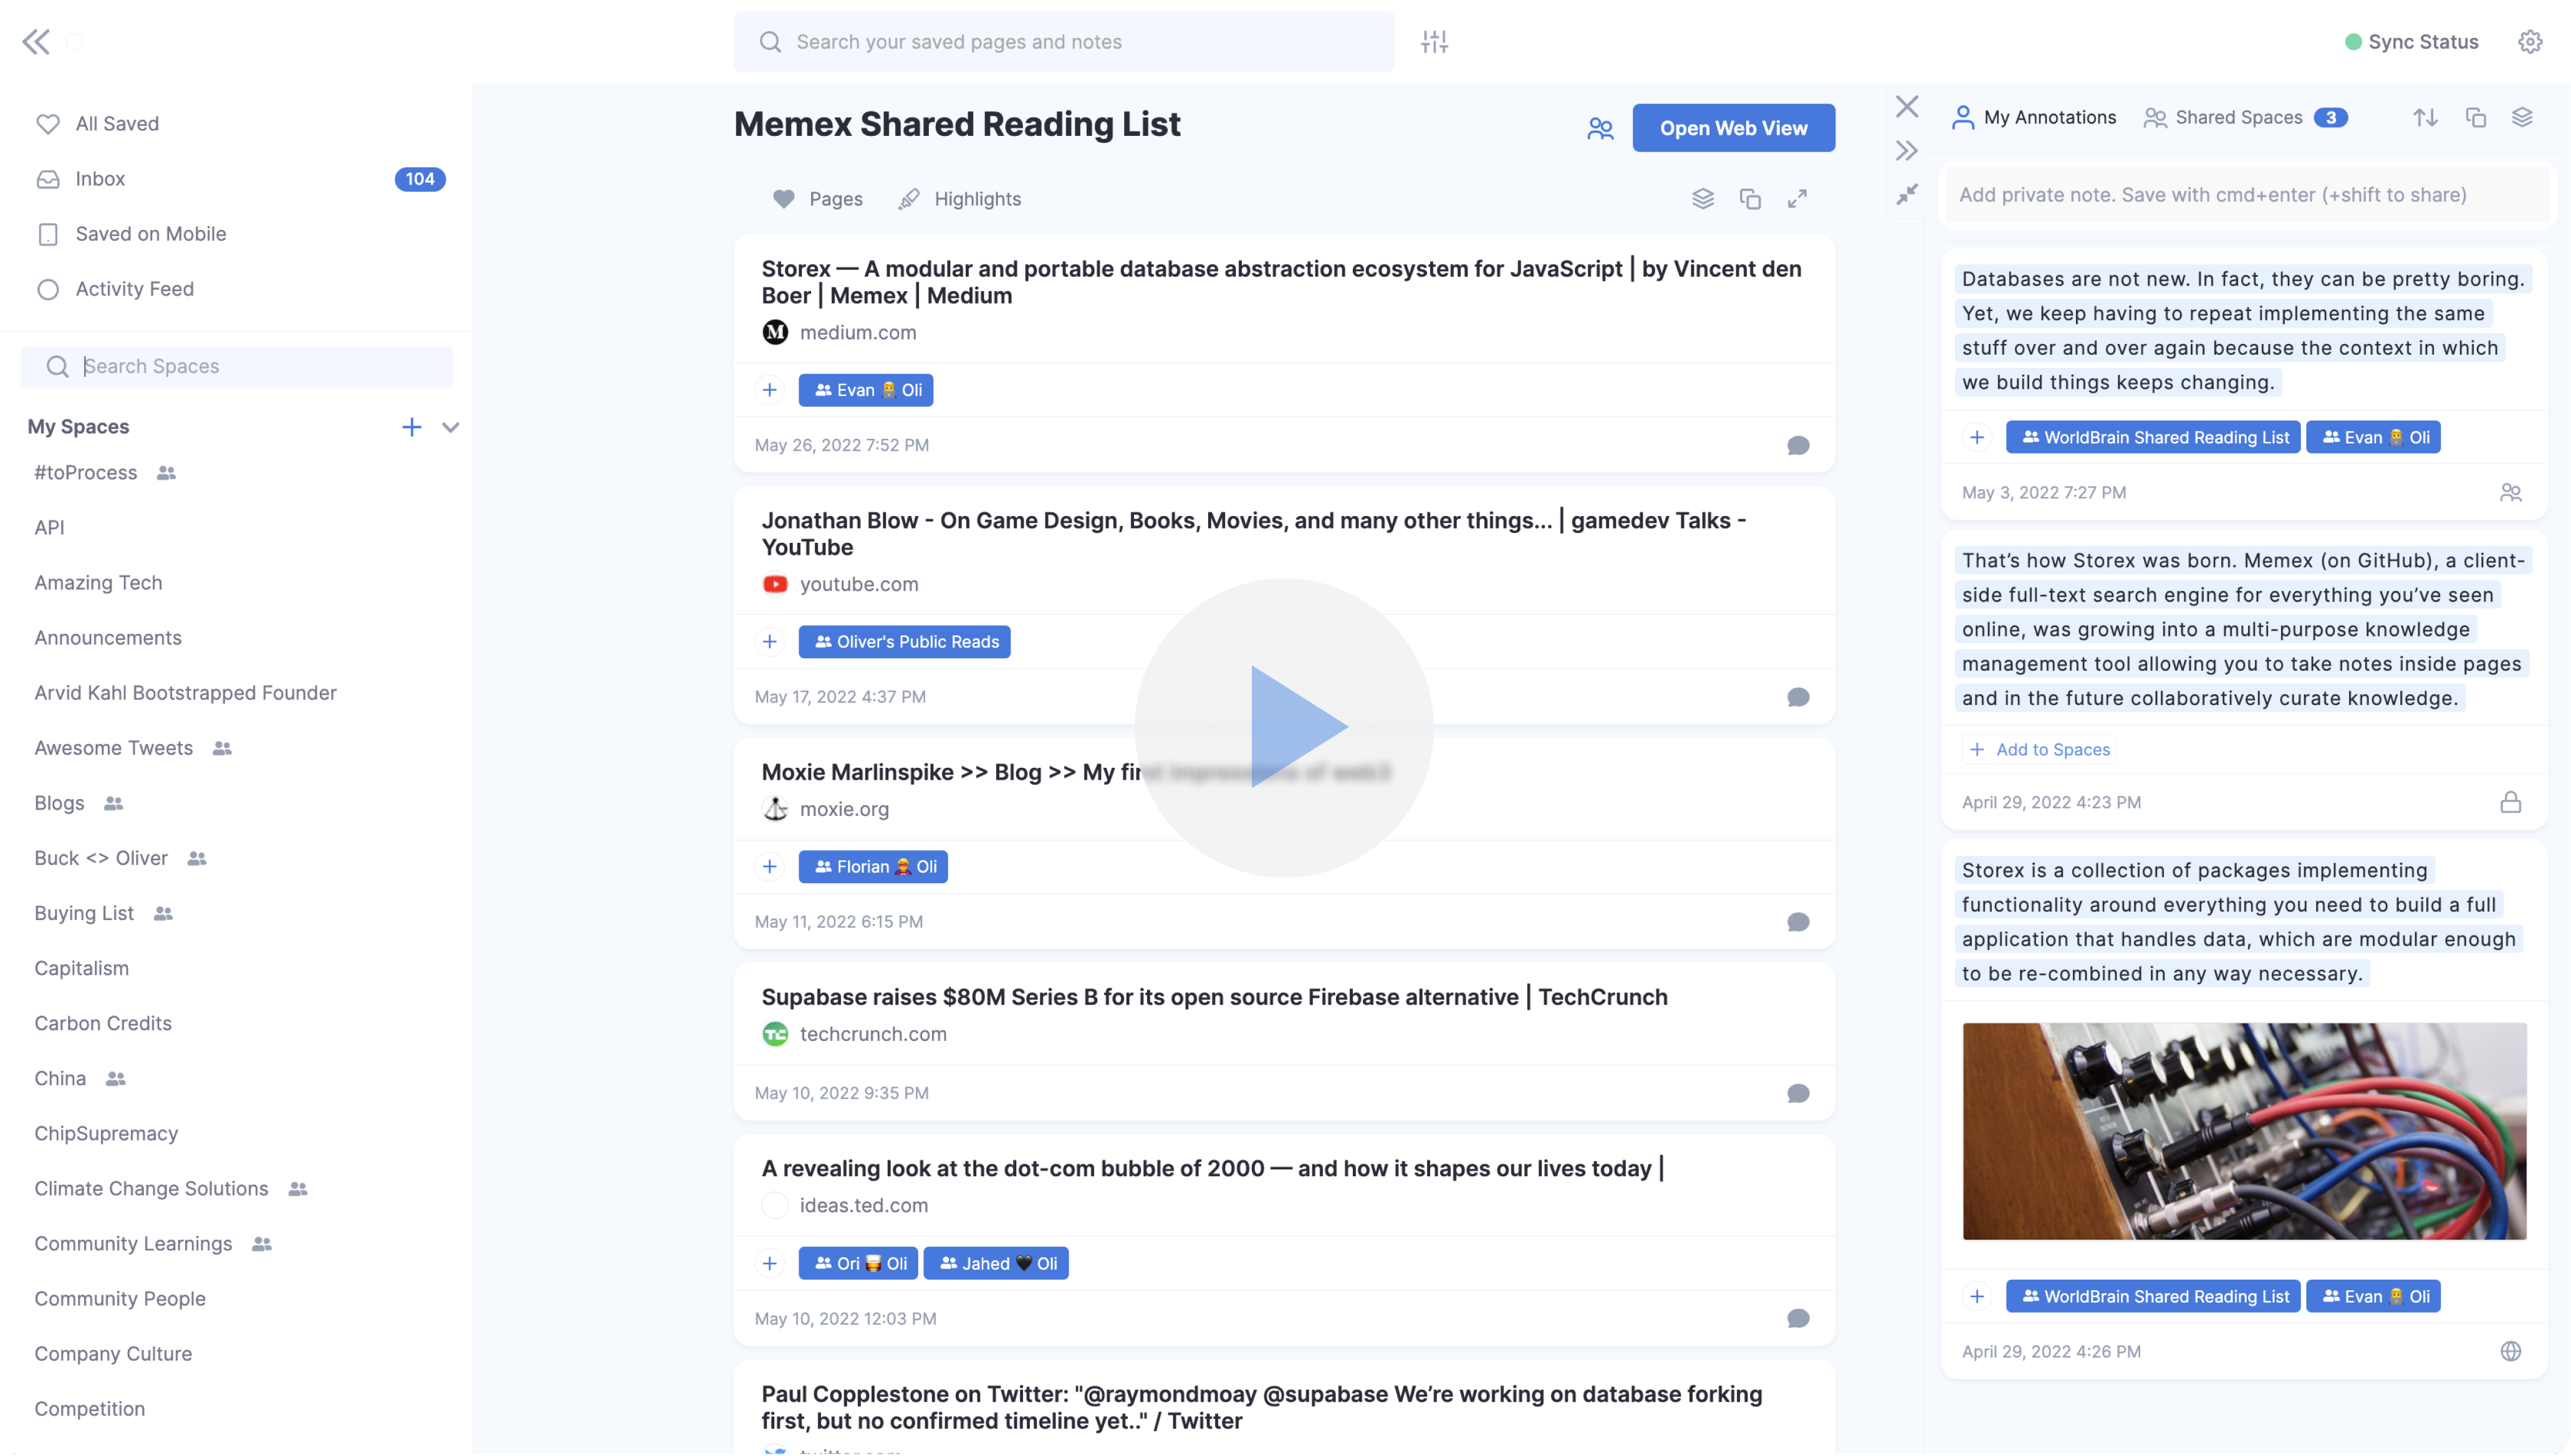 Search your saved pages and notes
Sync Status
All Saved
Inbox
104
Saved on Mobile
Activity Feed
Search Spaces
My Spaces
#toProcess
API
Amazing Tech
Announcements
Arvid Kahl Bootstrapped Founder
Awesome Tweets
Blogs
Buck <> Oliver
Buying List
Capitalism
Carbon Credits
China
ChipSupremacy
Climate Change Solutions
Community Learnings
Community People
Company Culture
Competition
Memex Shared Reading List
Open Web View
Pages
Highlights
Storex — A modular and portable database abstraction ecosystem for JavaScript | by Vincent den
Boer | Memex | Medium
M medium.com
Evan Oli
May 26, 2022 7:52 PM
Jonathan Blow - On Game Design, Books, Movies, and many other things... | gamedev Talks -
YouTube
youtube.com
Oliver's Public Reads
May 17, 2022 4:37 PM
Moxie Marlinspike >> Blog >> My first impressions of web3
moxie.org
Florian Oli
May 11, 2022 6:15 PM
Supabase raises $80M Series B for its open source Firebase alternative | TechCrunch
TC techcrunch.com
May 10, 2022 9:35 PM
A revealing look at the dot-com bubble of 2000 — and how it shapes our lives today |
ideas.ted.com
Ori Oli
Jahed Oli
May 10, 2022 12:03 PM
Paul Copplestone on Twitter: "@raymondmoay @supabase We’re working on database forking
first, but no confirmed timeline yet.." / Twitter
My Annotations
Shared Spaces
3
Add private note. Save with cmd+enter (+shift to share)
Databases are not new. In fact, they can be pretty boring.
Yet, we keep having to repeat implementing the same
stuff over and over again because the context in which
we build things keeps changing.
WorldBrain Shared Reading List
Evan Oli
May 3, 2022 7:27 PM
That’s how Storex was born. Memex (on GitHub), a client-
side full-text search engine for everything you’ve seen
online, was growing into a multi-purpose knowledge
management tool allowing you to take notes inside pages
and in the future collaboratively curate knowledge.
Add to Spaces
April 29, 2022 4:23 PM
Storex is a collection of packages implementing
functionality around everything you need to build a full
application that handles data, which are modular enough
to be re-combined in any way necessary.
WorldBrain Shared Reading List
Evan Oli
April 29, 2022 4:26 PM